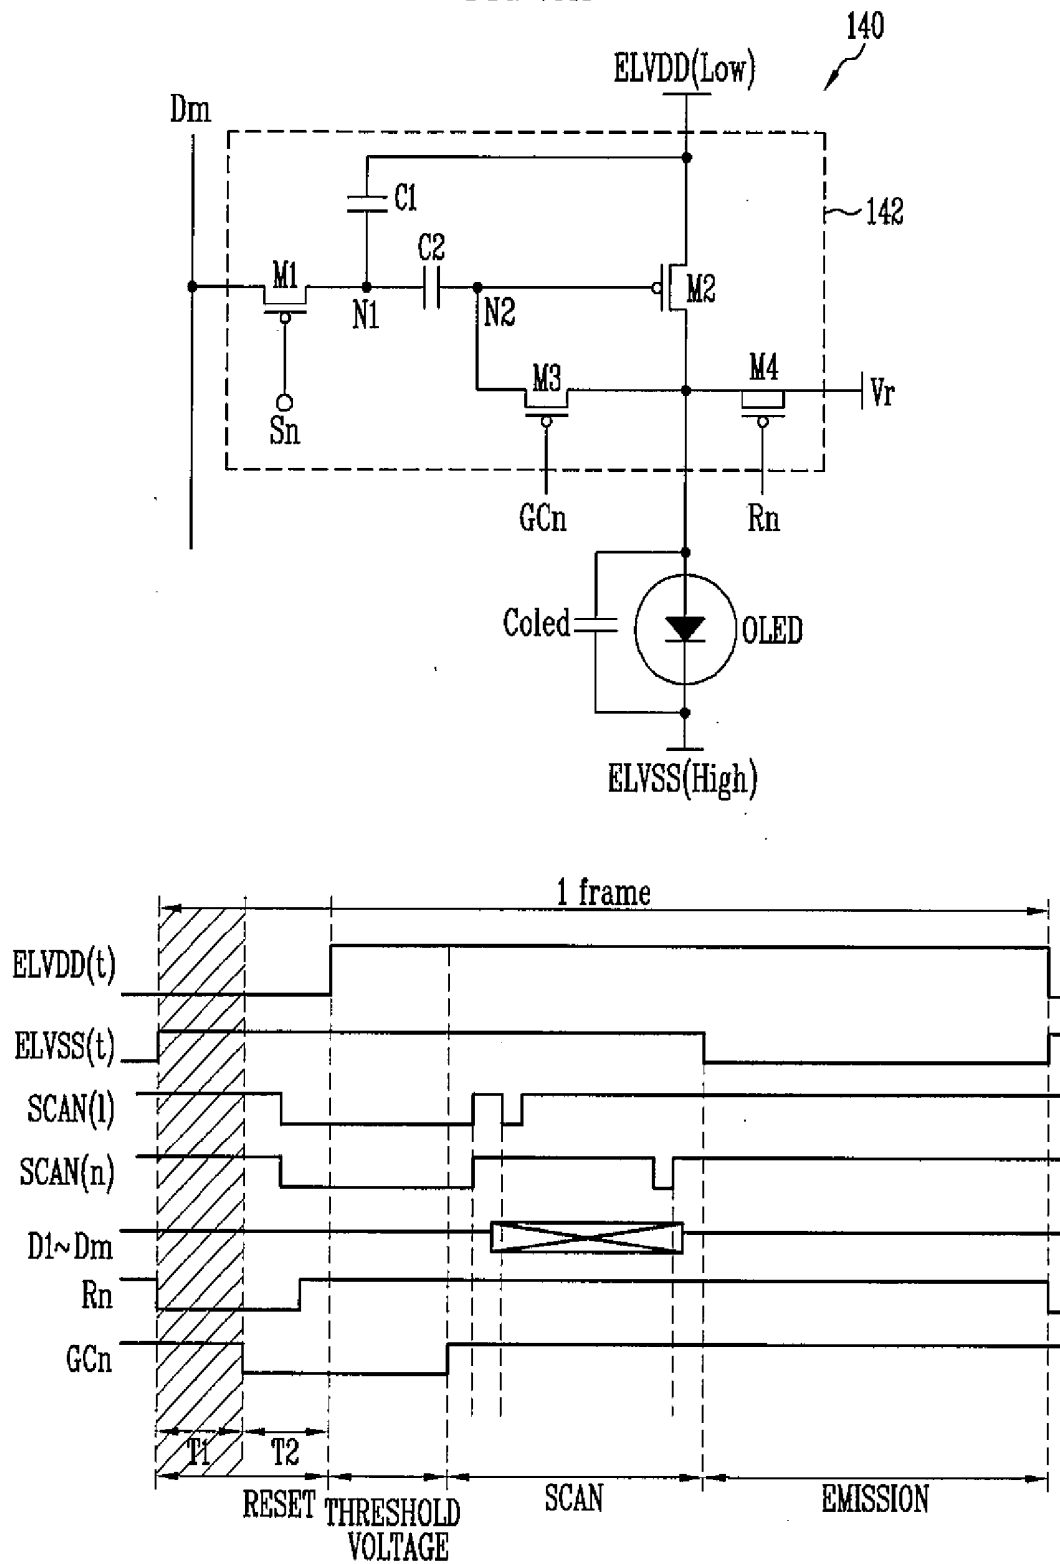 140
ELVDD(Low)
Dm
C1
142
C2
M1
M2
N1
N2
M3
M4
Vr
Sn
GCn
Rn
Coled
OLED
ELVSS(High)
1 frame
ELVDD(t)
ELVSS(t)
SCAN(1)
SCAN(n)
D1~Dm
Rn
GCn
T1
T2
RESET
THRESHOLD
VOLTAGE
SCAN
EMISSION